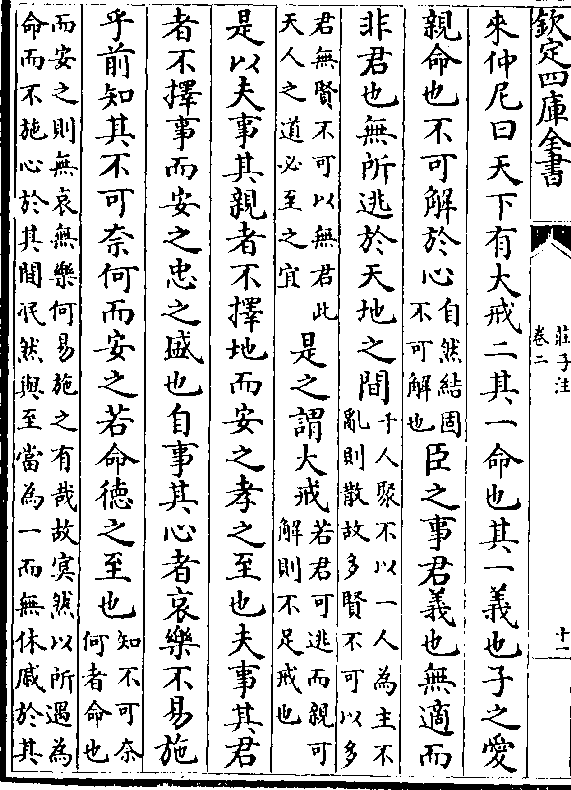 欽定四庫全書
莊子注
卷二
十一
來仲尼曰天下有大戒二其一命也其一義也子之愛
親命也不可解於心
自然結固
不可解也
臣之事君義也無適而
非君也無所逃於天地之間
千人聚不以一人為主不
亂則散故多賢不可以多
君無賢不可以無君此
天人之道必至之宜
是之謂大戒
若君可逃而親可
解則不足戒也
是以夫事其親者不擇地而安之孝之至也夫事其君
者不擇事而安之忠之盛也自事其心者哀樂不易施
乎前知其不可奈何而安之若命德之至也
知不可奈
何者命也
而安之則無哀無樂何易施之有哉故冥然以所遇為
命而不施心於其間泯然與至當為一而無休戚於其